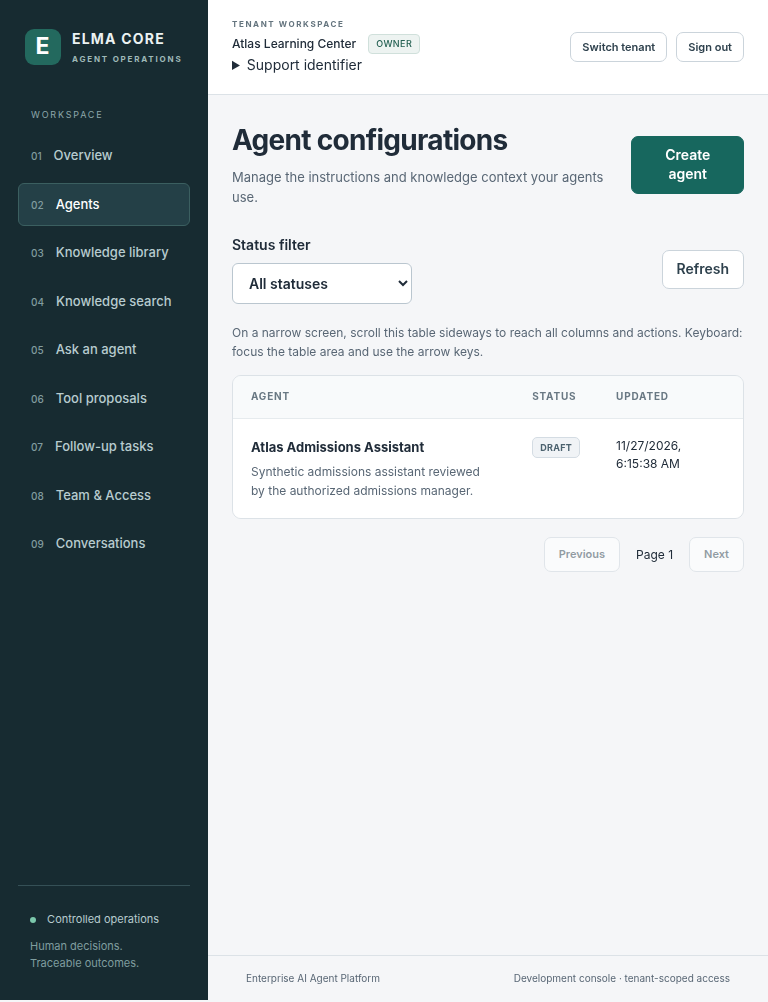 E
ELMA CORE
AGENT OPERATIONS
WORKSPACE
01 Overview
02 Agents
03 Knowledge library
04 Knowledge search
05 Ask an agent
06 Tool proposals
07 Follow-up tasks
08 Team & Access
09 Conversations
Controlled operations
Human decisions.
Traceable outcomes.
TENANT WORKSPACE
Atlas Learning Center OWNER
Support identifier
Switch tenant
Sign out
Agent configurations
Manage the instructions and knowledge context your agents
use.
Create
agent
Status filter
All statuses
Refresh
On a narrow screen, scroll this table sideways to reach all columns and actions. Keyboard:
focus the table area and use the arrow keys.
AGENT STATUS UPDATED
Atlas Admissions Assistant
Synthetic admissions assistant reviewed
by the authorized admissions manager.
DRAFT
11/27/2026,
6:15:38 AM
Previous Page 1 Next
Enterprise AI Agent Platform
Development console · tenant-scoped access